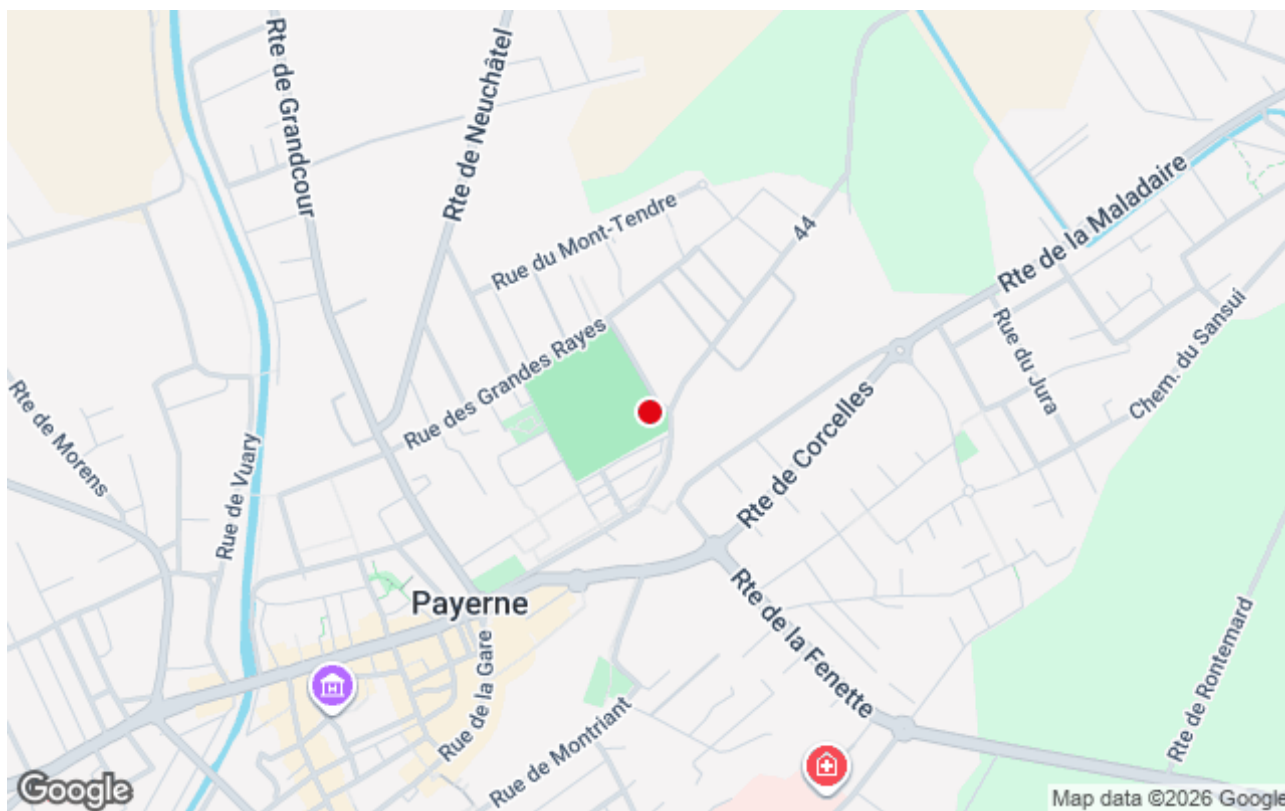 Rte de Grandcour
Rte de Neuchâtel
Rue du Mont-Tendre
44
Rte de la Maladaire
Rue des Grandes Rayes
Rue du Jura
Chem. du Sansui
Rte de Morens
Rue de Vuary
Rte de Corcelles
Payerne
Rte de la Fenette
Rue de la Gare
Rue de Montriant
Rte de Rontemard
H
Google
Map data ©2026 Google